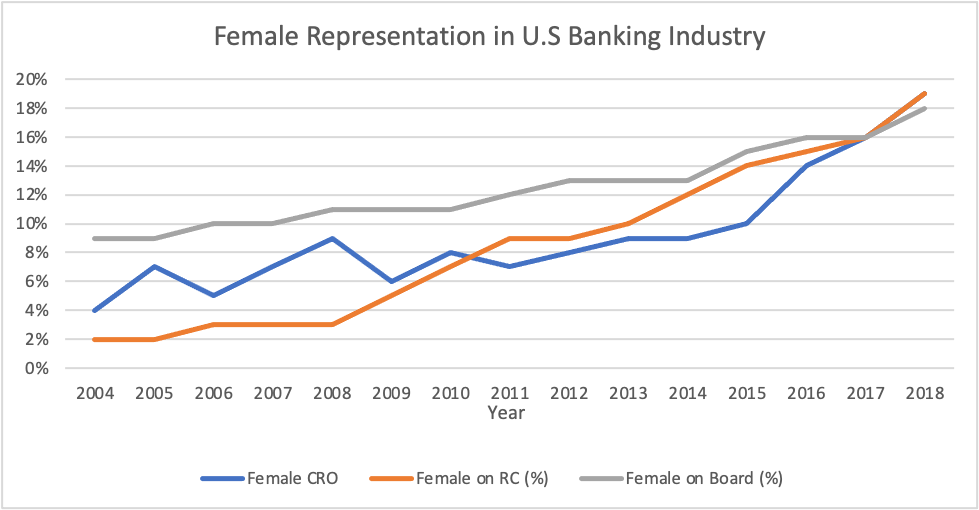 Female Representation in U.S Banking Industry
20%
18%
16%
14%
12%
10%
8%
6%
4%
2%
0%
2004 2005 2006 2007 2008 2009 2010 2011 2012 2013 2014 2015 2016 2017 2018
Year
Female CRO Female on RC (%) Female on Board (%)